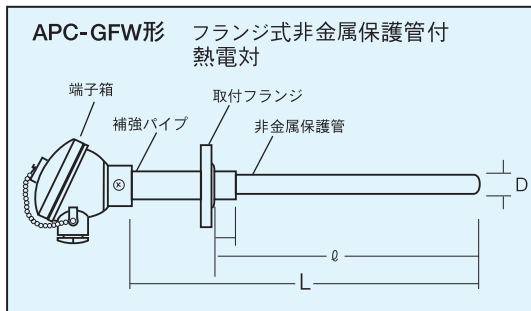 APC-GFW形 フランジ式非金属保護管付
熱電対
端子箱
取付フランジ
補強パイプ
非金属保護管
D
ℓ
L